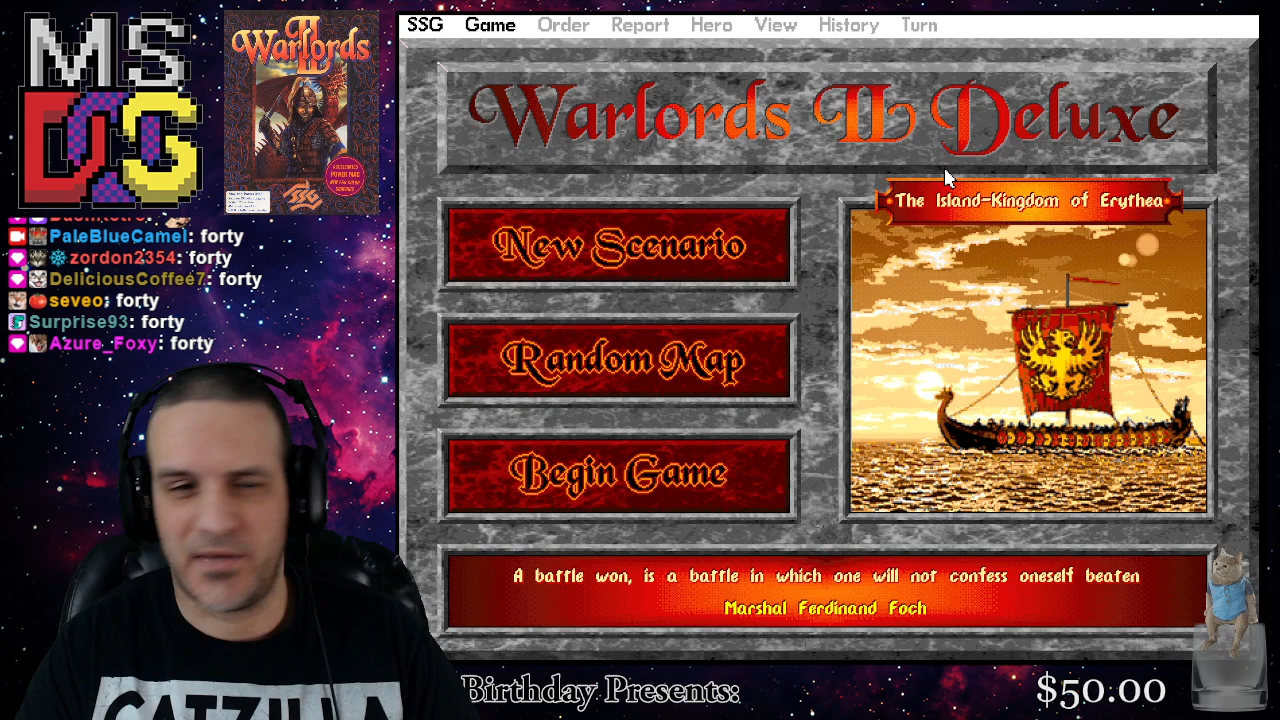 SSG Game Order Report Hero View History Turn
MS
DOS
Warlords
II
Warlords II Deluxe
The Island-Kingdom of Erythea
New Scenario
Random Map
Begin Game
A battle won, is a battle in which one will not confess oneself beaten
Marshal Ferdinand Foch
PaleBlueCamel: forty
zordon2354: forty
DeliciousCoffee7: forty
seveo: forty
Surprise93: forty
Azure_Foxy: forty
CATZILLA
Birthday Presents: $50.00